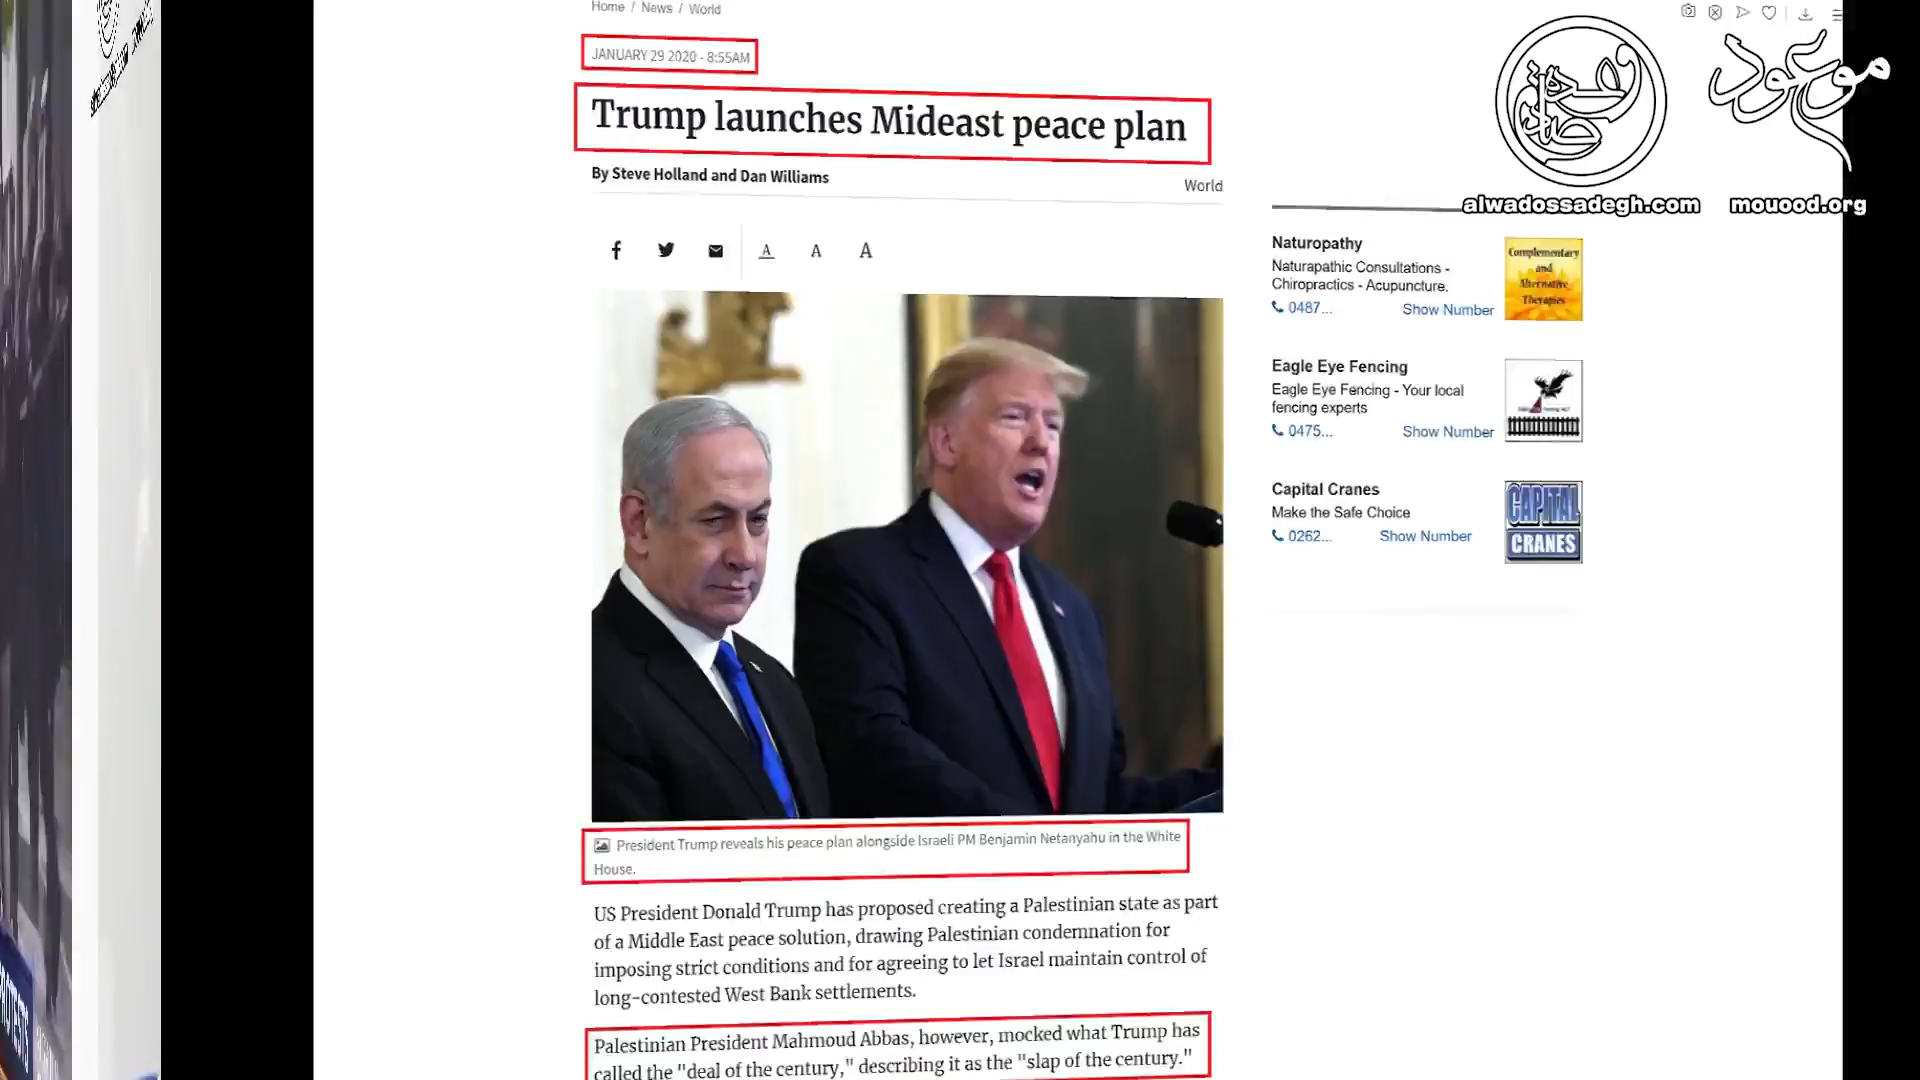 Home / News / World
JANUARY 29 2020 - 8:55AM
Trump launches Mideast peace plan
By Steve Holland and Dan Williams
World
A A A
President Trump reveals his peace plan alongside Israeli PM Benjamin Netanyahu in the White
House.
US President Donald Trump has proposed creating a Palestinian state as part
of a Middle East peace solution, drawing Palestinian condemnation for
imposing strict conditions and for agreeing to let Israel maintain control of
long-contested West Bank settlements.
Palestinian President Mahmoud Abbas, however, mocked what Trump has
called the "deal of the century," describing it as the "slap of the century."
موعود
alwadossadegh.com
mouood.org
Naturopathy
Naturapathic Consultations -
Chiropractics - Acupuncture.
0487...
Show Number
Complementary
and
Alternative
Therapies
Eagle Eye Fencing
Eagle Eye Fencing - Your local
fencing experts
0475...
Show Number
Capital Cranes
Make the Safe Choice
0262...
Show Number
CAPITAL
CRANES